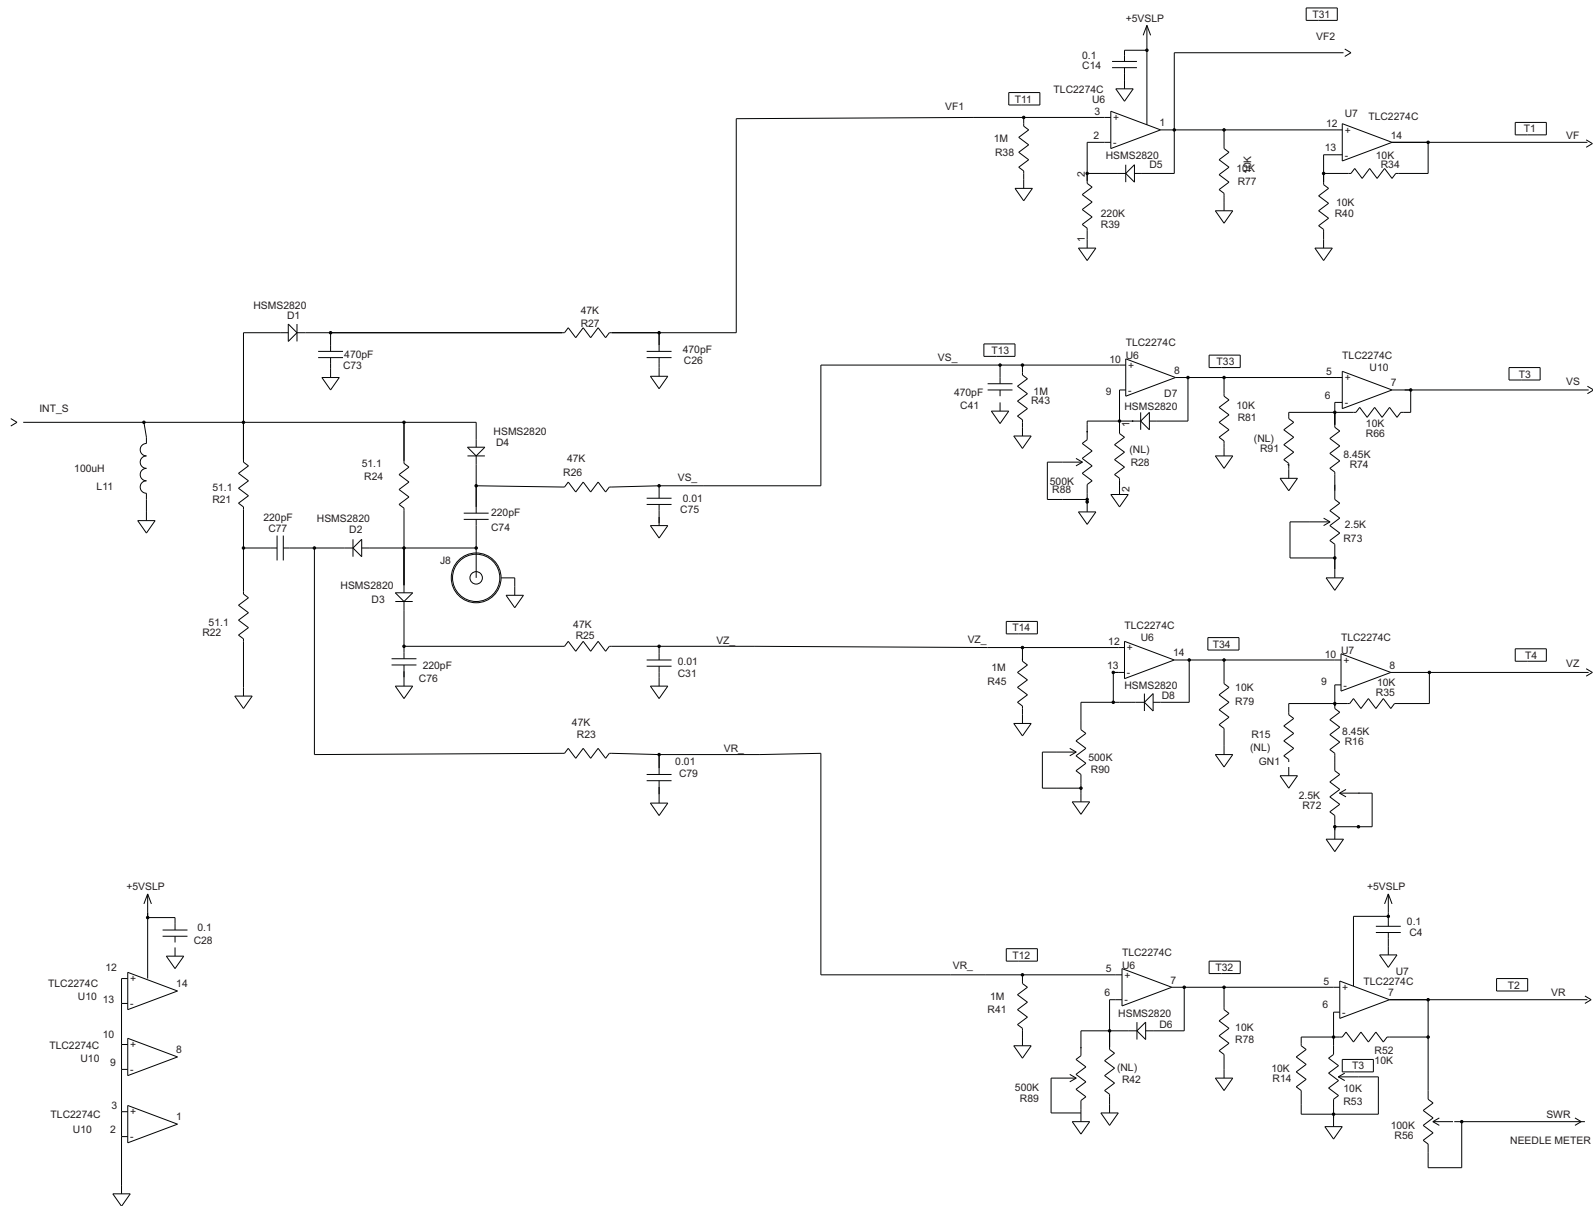 T31
+5VSLP
VF2
0.1
C14
TLC2274C
U6
T11
VF1
3
+
2
-
1
1M
R38
HSMS2820
D5
2
220K
R39
1
10K
R77
U7
TLC2274C
12
+
13
-
14
10K
R34
10K
R40
T1
VF
HSMS2820
D1
470pF
C73
47K
R27
470pF
C26
INT_S
100uH
L11
51.1
R21
51.1
R24
HSMS2820
D4
47K
R26
VS_
0.01
C75
220pF
C74
220pF
C77
HSMS2820
D2
J8
HSMS2820
D3
51.1
R22
220pF
C76
47K
R25
0.01
C31
VZ_
47K
R23
0.01
C79
VR_
VS_
T13
470pF
C41
1M
R43
TLC2274C
U6
10
+
9
-
8
D7
HSMS2820
1
(NL)
R28
2
500K
R88
T33
10K
R81
TLC2274C
U10
5
+
6
-
7
10K
R66
(NL)
R91
8.45K
R74
2.5K
R73
T3
VS
VZ_
T14
1M
R45
TLC2274C
U6
12
+
13
-
14
HSMS2820
D8
500K
R90
T34
10K
R79
TLC2274C
U7
10
+
9
-
8
10K
R35
R15
(NL)
GN1
8.45K
R16
2.5K
R72
T4
VZ
+5VSLP
0.1
C28
12
+
TLC2274C
U10
13
-
14
10
+
TLC2274C
U10
9
-
8
3
+
TLC2274C
U10
2
-
1
VR_
T12
1M
R41
TLC2274C
U6
5
+
6
-
7
HSMS2820
D6
(NL)
R42
500K
R89
T32
10K
R78
+5VSLP
0.1
C4
U7
TLC2274C
5
+
6
-
7
R52
10K
10K
R14
T3
10K
R53
T2
VR
100K
R56
SWR
NEEDLE METER